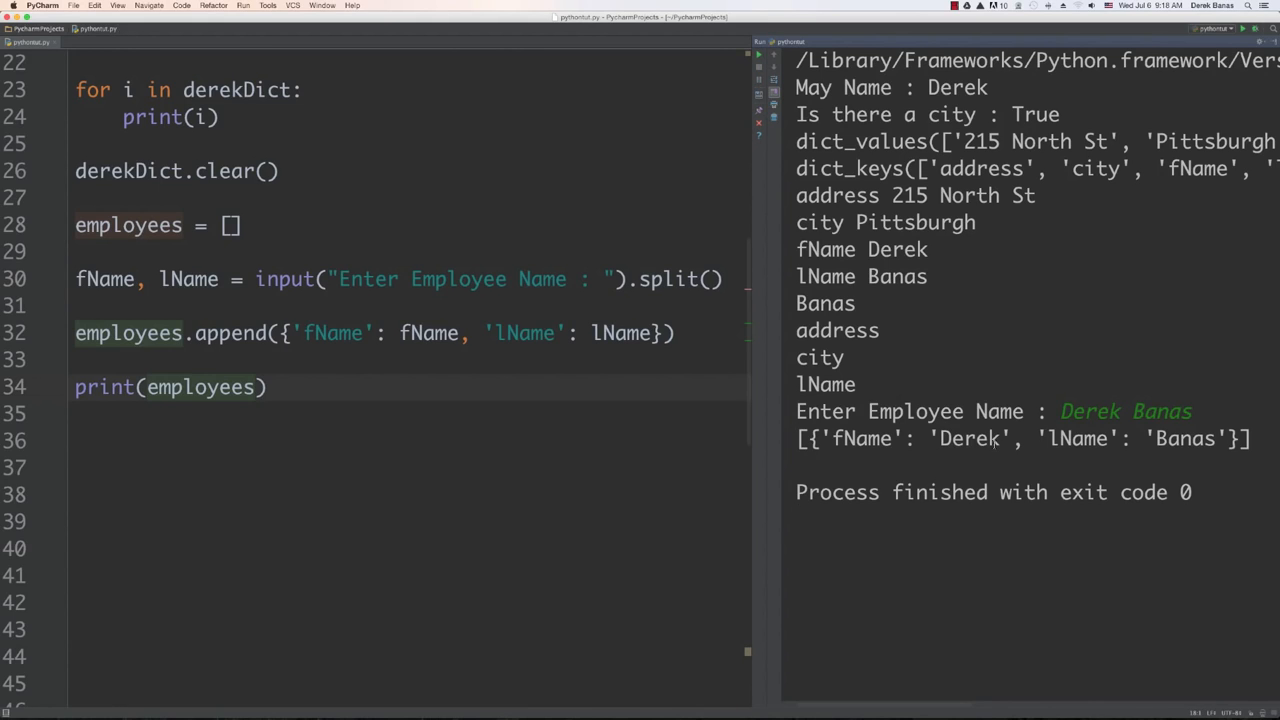 PyCharm File Edit View Navigate Code Refactor Run Tools VCS Window Help 10 Wed Jul 6 9:18 AM Derek Banas
pythontut.py - PyCharmProjects - [~/PycharmProjects]
PycharmProjects pythontut.py pythontut
pythontut.py
Run pythontut
22
23 for i in derekDict:
24 print(i)
25
26 derekDict.clear()
27
28 employees = []
29
30 fName, lName = input("Enter Employee Name : ").split()
31
32 employees.append({'fName': fName, 'lName': lName})
33
34 print(employees)
35
36
37
38
39
40
41
42
43
44
45
/Library/Frameworks/Python.framework/Vers
May Name : Derek
Is there a city : True
dict_values(['215 North St', 'Pittsburgh
dict_keys(['address', 'city', 'fName', 'l
address 215 North St
city Pittsburgh
fName Derek
lName Banas
Banas
address
city
lName
Enter Employee Name : Derek Banas
[{'fName': 'Derek', 'lName': 'Banas'}]
Process finished with exit code 0